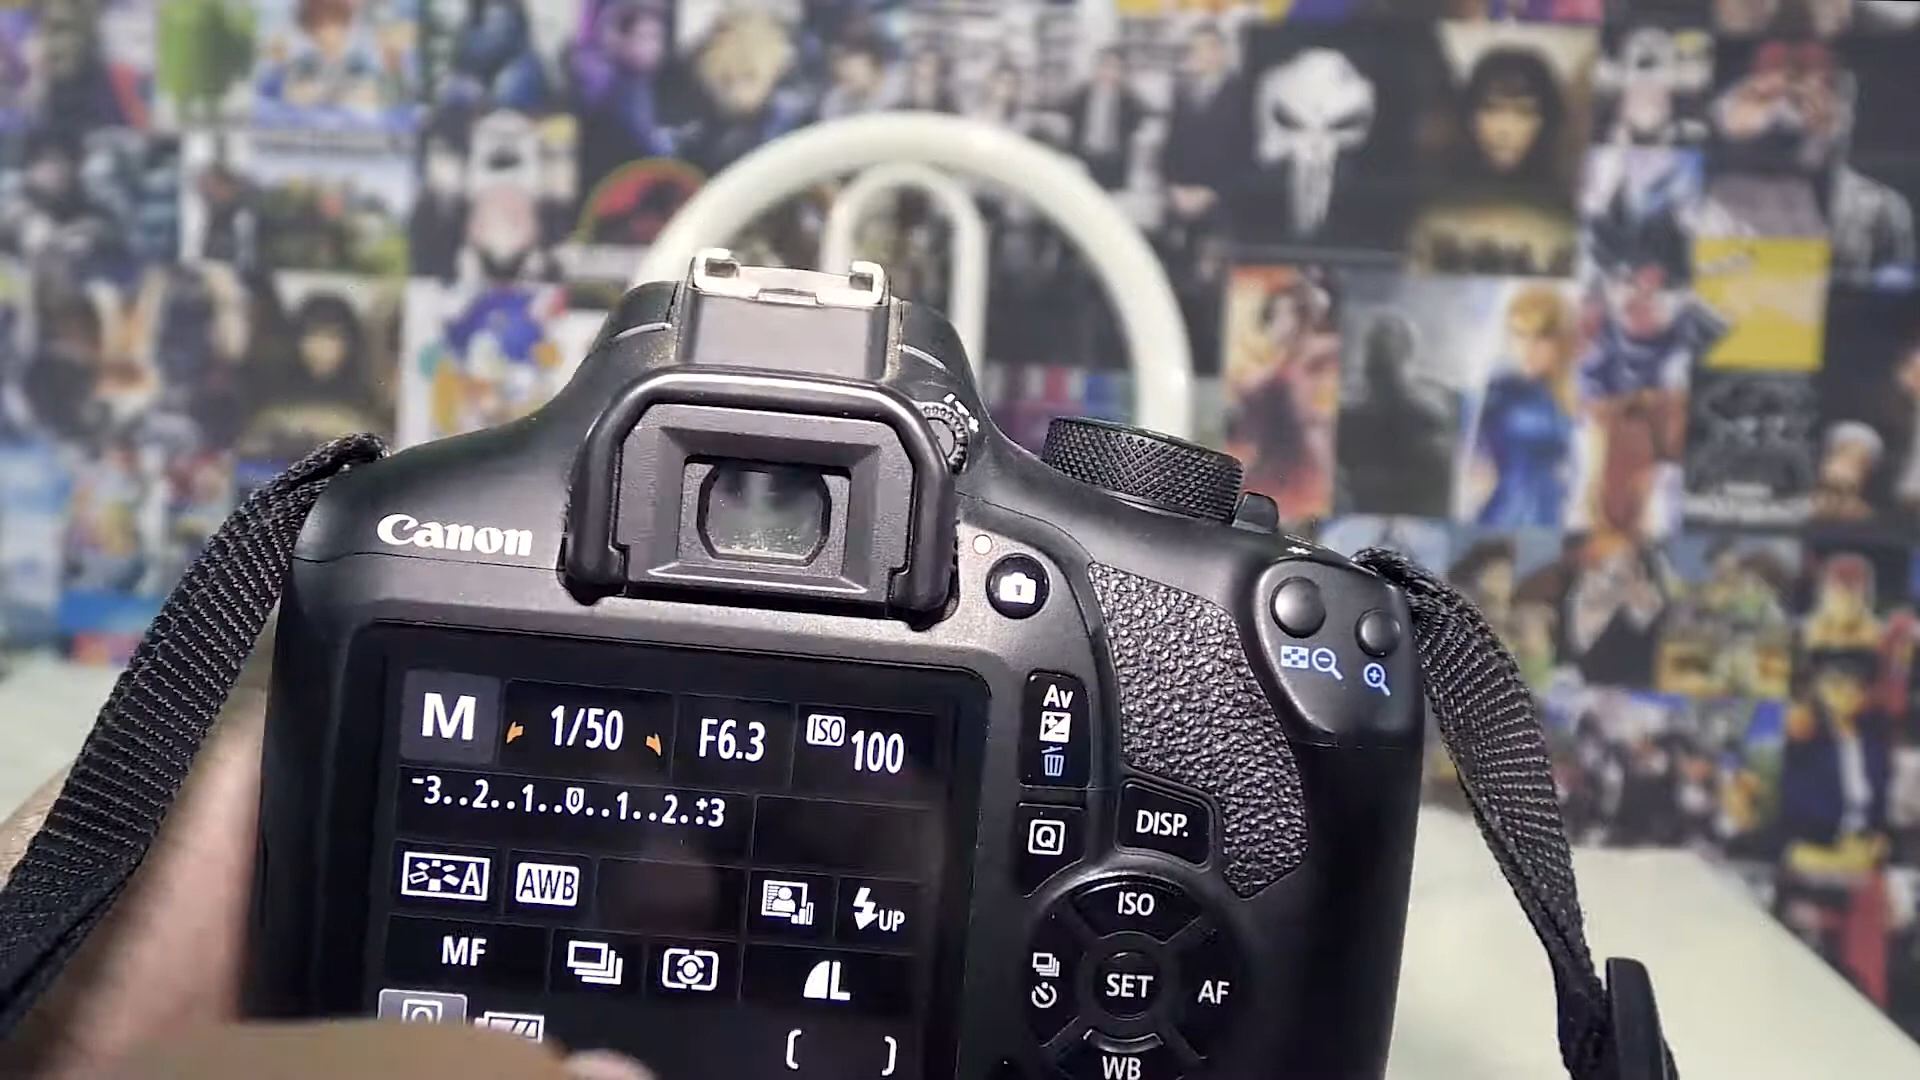 Canon
M 1/50 F6.3 ISO 100
-3..2..1..0..1..2.:+3
A AWB UP
MF L
[ ]
Av
Q DISP.
ISO
SET AF
WB